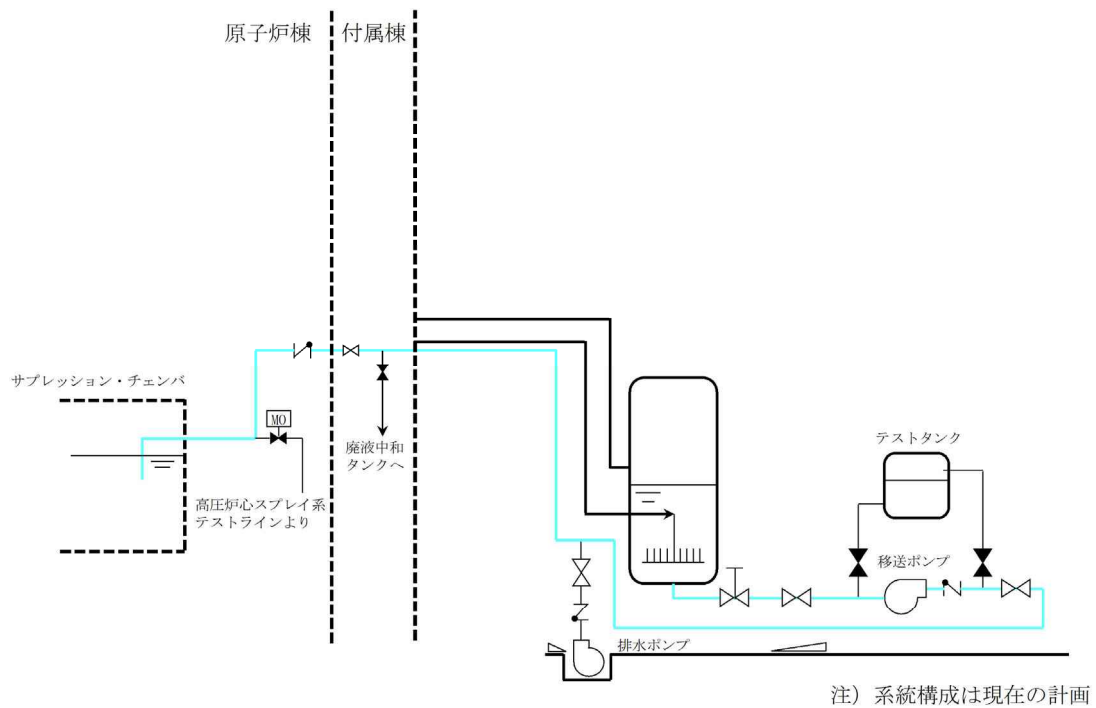 原子炉棟
付属棟
サプレッション・チェンバ
MO
高圧炉心スプレイ系
テストラインより
廃液中和
タンクへ
テストタンク
移送ポンプ
排水ポンプ
注）系統構成は現在の計画